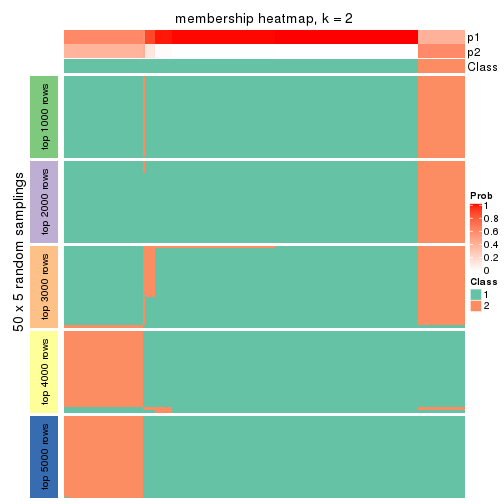 membership heatmap, k = 2
p1
p2
Class
50 x 5 random samplings
top 1000 rows
top 2000 rows
top 3000 rows
top 4000 rows
top 5000 rows
Prob
1
0.8
0.6
0.4
0.2
0
Class
1
2